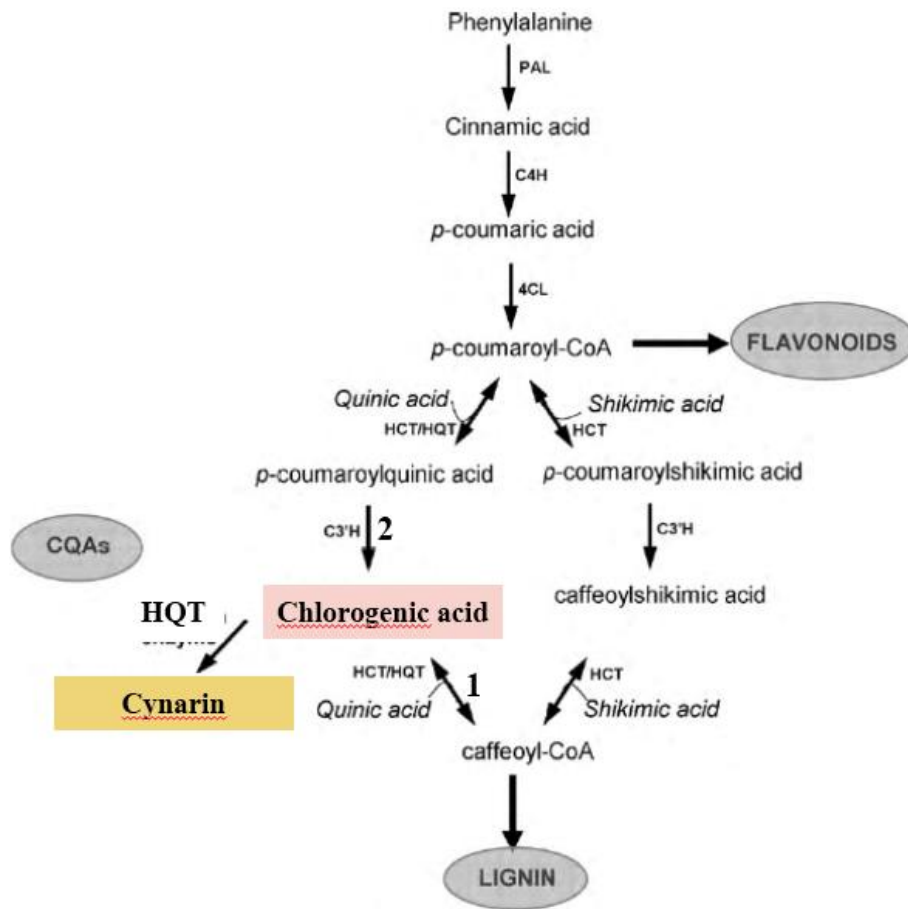 Phenylalanine
PAL
Cinnamic acid
C4H
p-coumaric acid
4CL
p-coumaroyl-CoA
FLAVONOIDS
Quinic acid
Shikimic acid
HCT/HQT
HCT
p-coumaroylquinic acid
p-coumaroylshikimic acid
C3'H
2
C3'H
CQAs
HQT
Chlorogenic acid
caffeoylshikimic acid
Cynarin
HCT/HQT
1
HCT
Quinic acid
Shikimic acid
caffeoyl-CoA
LIGNIN